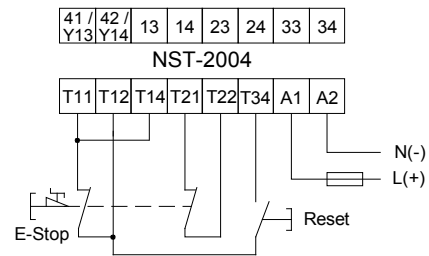 41 / Y13 42 / Y14 13 14 23 24 33 34
NST-2004
T11 T12 T14 T21 T22 T34 A1 A2
N(-)
L(+)
E-Stop
Reset